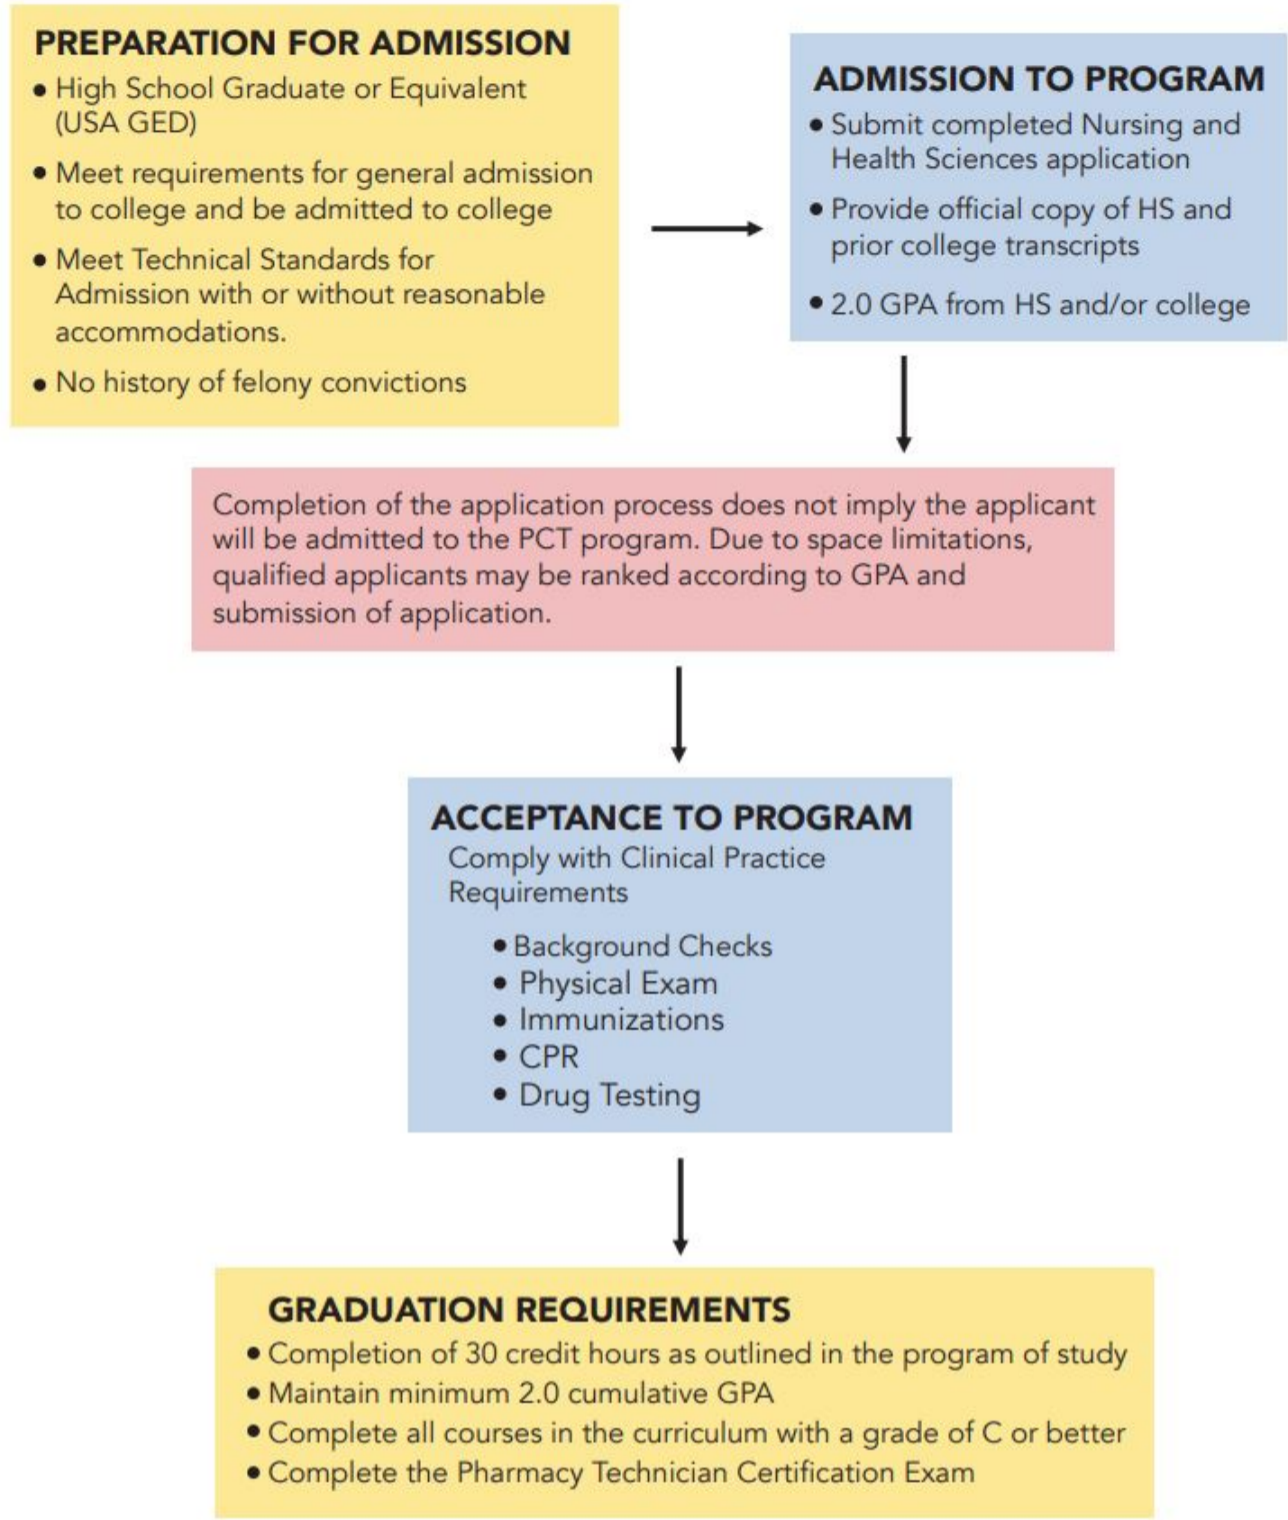 PREPARATION FOR ADMISSION
• High School Graduate or Equivalent
(USA GED)
• Meet requirements for general admission
to college and be admitted to college
• Meet Technical Standards for
Admission with or without reasonable
accommodations.
• No history of felony convictions
ADMISSION TO PROGRAM
• Submit completed Nursing and
Health Sciences application
• Provide official copy of HS and
prior college transcripts
• 2.0 GPA from HS and/or college
Completion of the application process does not imply the applicant
will be admitted to the PCT program. Due to space limitations,
qualified applicants may be ranked according to GPA and
submission of application.
ACCEPTANCE TO PROGRAM
Comply with Clinical Practice
Requirements
• Background Checks
• Physical Exam
• Immunizations
• CPR
• Drug Testing
GRADUATION REQUIREMENTS
• Completion of 30 credit hours as outlined in the program of study
• Maintain minimum 2.0 cumulative GPA
• Complete all courses in the curriculum with a grade of C or better
• Complete the Pharmacy Technician Certification Exam